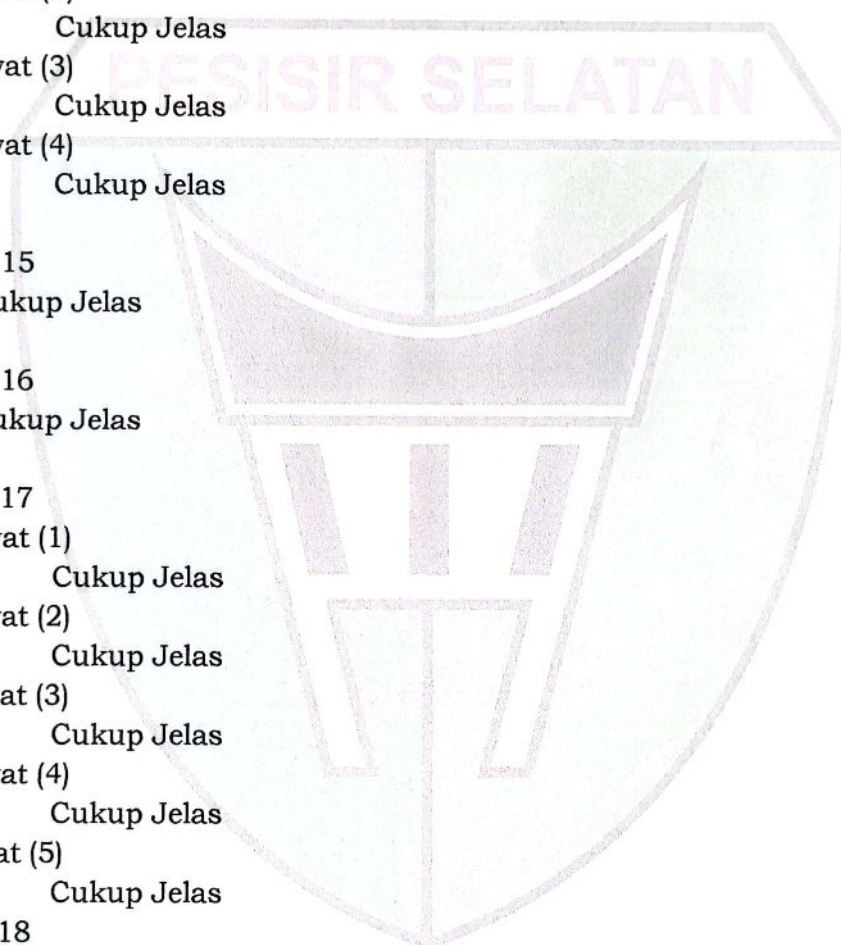 Cukup Jelas
PESISIR SELATAN
yat (3)
Cukup Jelas
yat (4)
Cukup Jelas
15
ukup Jelas
16
ukup Jelas
17
yat (1)
Cukup Jelas
yat (2)
Cukup Jelas
at (3)
Cukup Jelas
yat (4)
Cukup Jelas
at (5)
Cukup Jelas
18